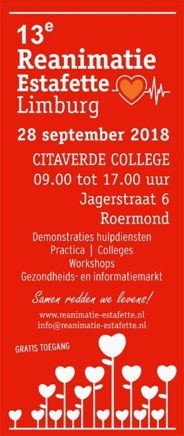 13e
Reanimatie
Estafette
Limburg
28 september 2018
CITAVERDE COLLEGE
09.00 tot 17.00 uur
Jagerstraat 6
Roermond
Demonstraties hulpdiensten
Practica | Colleges
Workshops
Gezondheids- en informatiemarkt
Samen redden we levens!
www.reanimatie-estafette.nl
info@reanimatie-estafette.nl
GRATIS TOEGANG